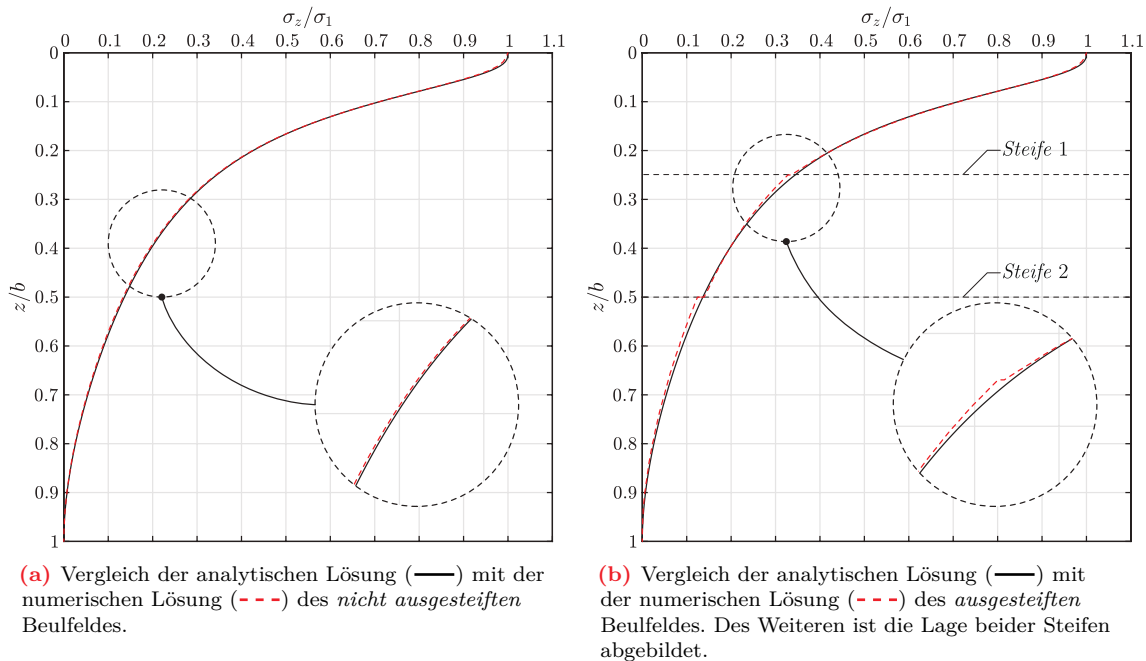 σz/σ1
0 0.1 0.2 0.3 0.4 0.5 0.6 0.7 0.8 0.9 1 1.1
0
0.1
0.2
0.3
0.4
0.5
0.6
0.7
0.8
0.9
1
z/b
(a) Vergleich der analytischen Lösung (——) mit der
numerischen Lösung (- - -) des nicht ausgesteiften
Beulfeldes.
σz/σ1
0 0.1 0.2 0.3 0.4 0.5 0.6 0.7 0.8 0.9 1 1.1
0
0.1
0.2
0.3
0.4
0.5
0.6
0.7
0.8
0.9
1
z/b
Steife 1
Steife 2
(b) Vergleich der analytischen Lösung (——) mit
der numerischen Lösung (- - -) des ausgesteiften
Beulfeldes. Des Weiteren ist die Lage beider Steifen
abgebildet.